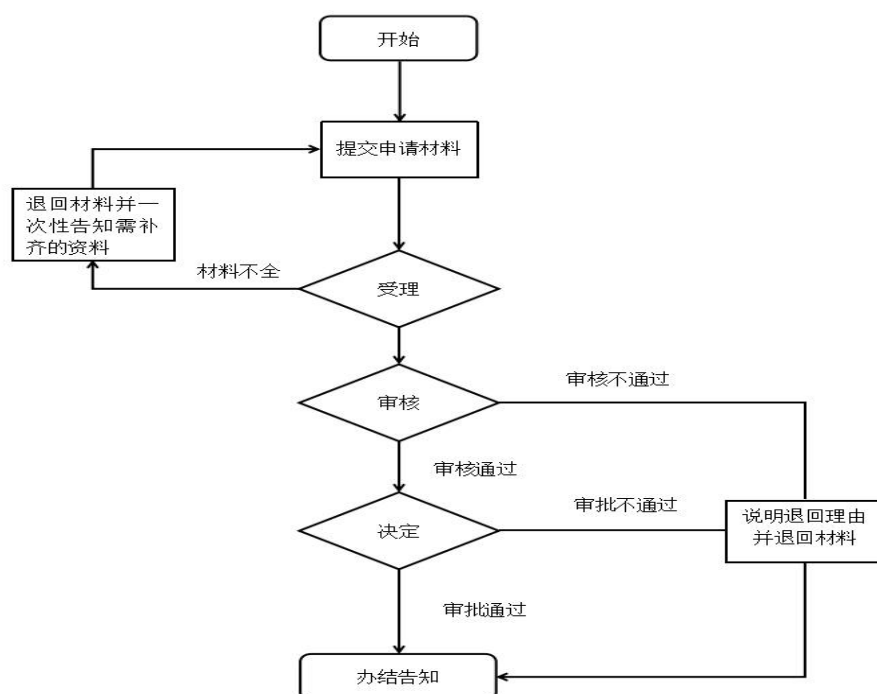 开始
提交申请材料
退回材料并一
次性告知需补
齐的资料
材料不全
受理
审核不通过
审核
审核通过
审批不通过
说明退回理由
并退回材料
决定
审批通过
办结告知